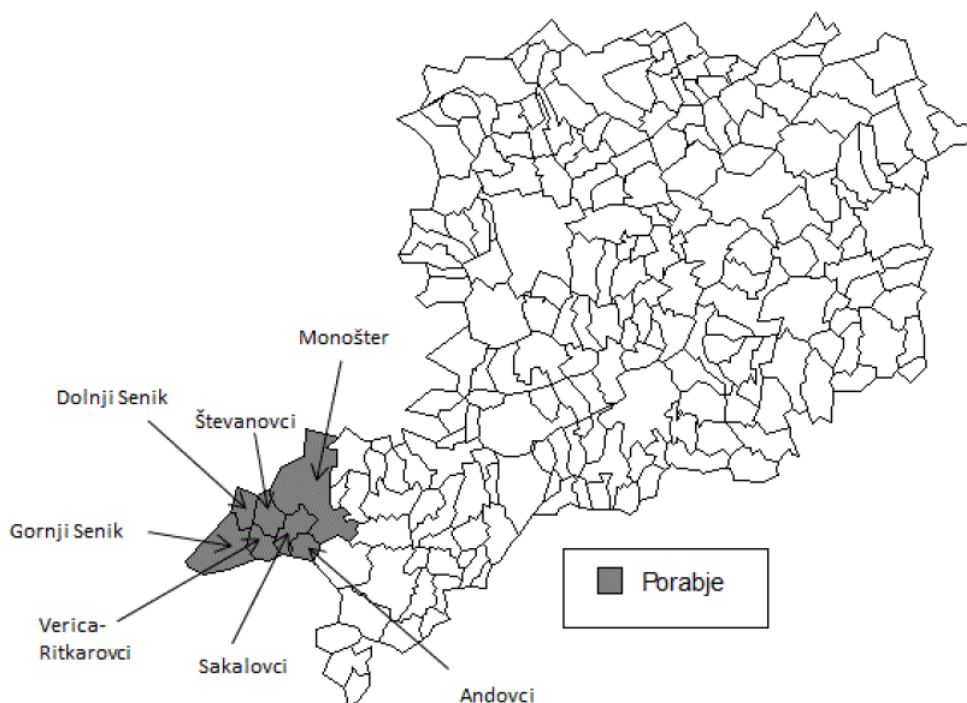 Monošter
Dolnji Senik
Števanovci
Gornji Senik
Verica-
Ritkarovci
Sakalovci
Andovci
Porabje